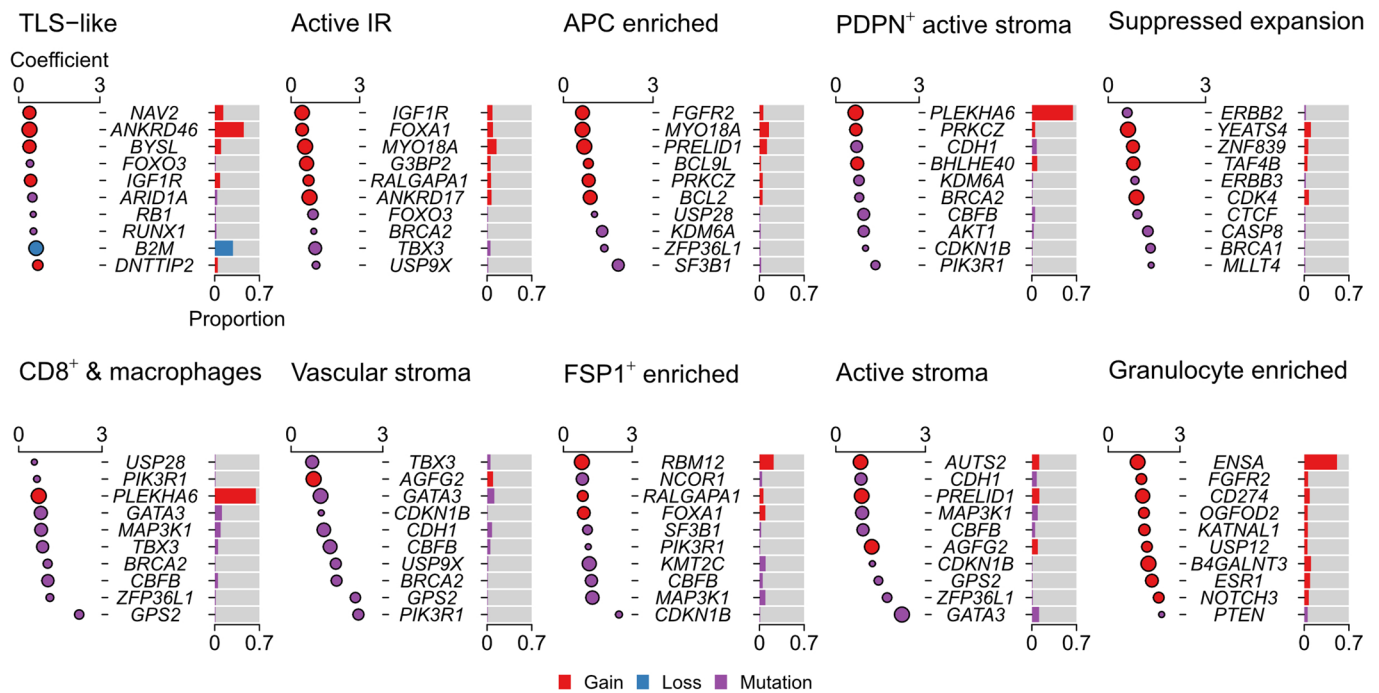 TLS−like
Coefficient
0 3
NAV2
ANKRD46
BYSL
FOXO3
IGF1R
ARID1A
RB1
RUNX1
B2M
DNTTIP2
0 0.7
Proportion
Active IR
0 3
IGF1R
FOXA1
MYO18A
G3BP2
RALGAPA1
ANKRD17
FOXO3
BRCA2
TBX3
USP9X
0 0.7
APC enriched
0 3
FGFR2
MYO18A
PRELID1
BCL9L
PRKCZ
BCL2
USP28
KDM6A
ZFP36L1
SF3B1
0 0.7
PDPN+ active stroma
0 3
PLEKHA6
PRKCZ
CDH1
BHLHE40
KDM6A
BRCA2
CBFB
AKT1
CDKN1B
PIK3R1
0 0.7
Suppressed expansion
0 3
ERBB2
YEATS4
ZNF839
TAF4B
ERBB3
CDK4
CTCF
CASP8
BRCA1
MLLT4
0 0.7
CD8+ & macrophages
0 3
USP28
PIK3R1
PLEKHA6
GATA3
MAP3K1
TBX3
BRCA2
CBFB
ZFP36L1
GPS2
0 0.7
Vascular stroma
0 3
TBX3
AGFG2
GATA3
CDKN1B
CDH1
CBFB
USP9X
BRCA2
GPS2
PIK3R1
0 0.7
FSP1+ enriched
0 3
RBM12
NCOR1
RALGAPA1
FOXA1
SF3B1
PIK3R1
KMT2C
CBFB
MAP3K1
CDKN1B
0 0.7
Active stroma
0 3
AUTS2
CDH1
PRELID1
MAP3K1
CBFB
AGFG2
CDKN1B
GPS2
ZFP36L1
GATA3
0 0.7
Granulocyte enriched
0 3
ENSA
FGFR2
CD274
OGFOD2
KATNAL1
USP12
B4GALNT3
ESR1
NOTCH3
PTEN
0 0.7
Gain Loss Mutation